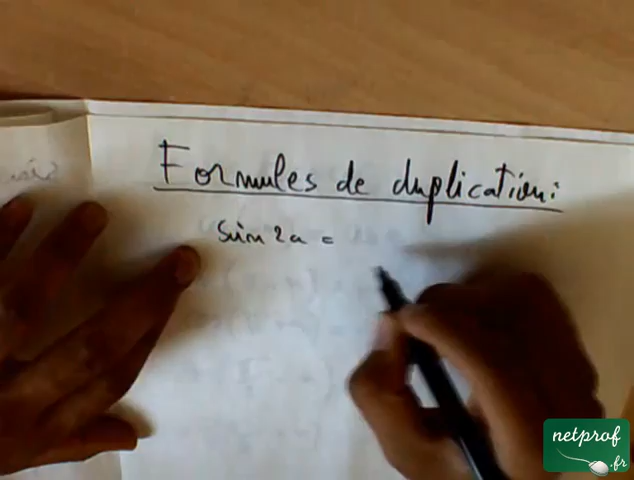 Formules de duplication:
sin 2a =
netprof
.fr